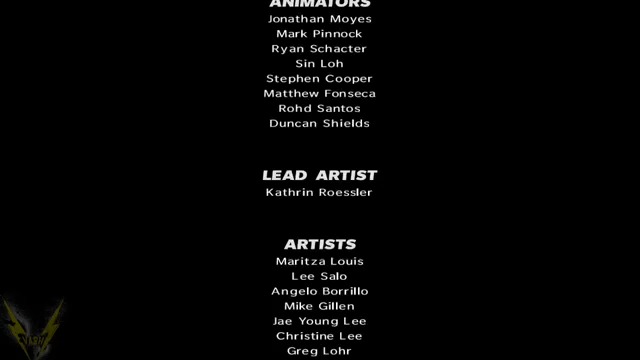 ANIMATORS
Jonathan Moyes
Mark Pinnock
Ryan Schacter
Sin Loh
Stephen Cooper
Matthew Fonseca
Rohd Santos
Duncan Shields
LEAD ARTIST
Kathrin Roessler
ARTISTS
Maritza Louis
Lee Salo
Angelo Borrillo
Mike Gillen
Jae Young Lee
Christine Lee
Greg Lohr